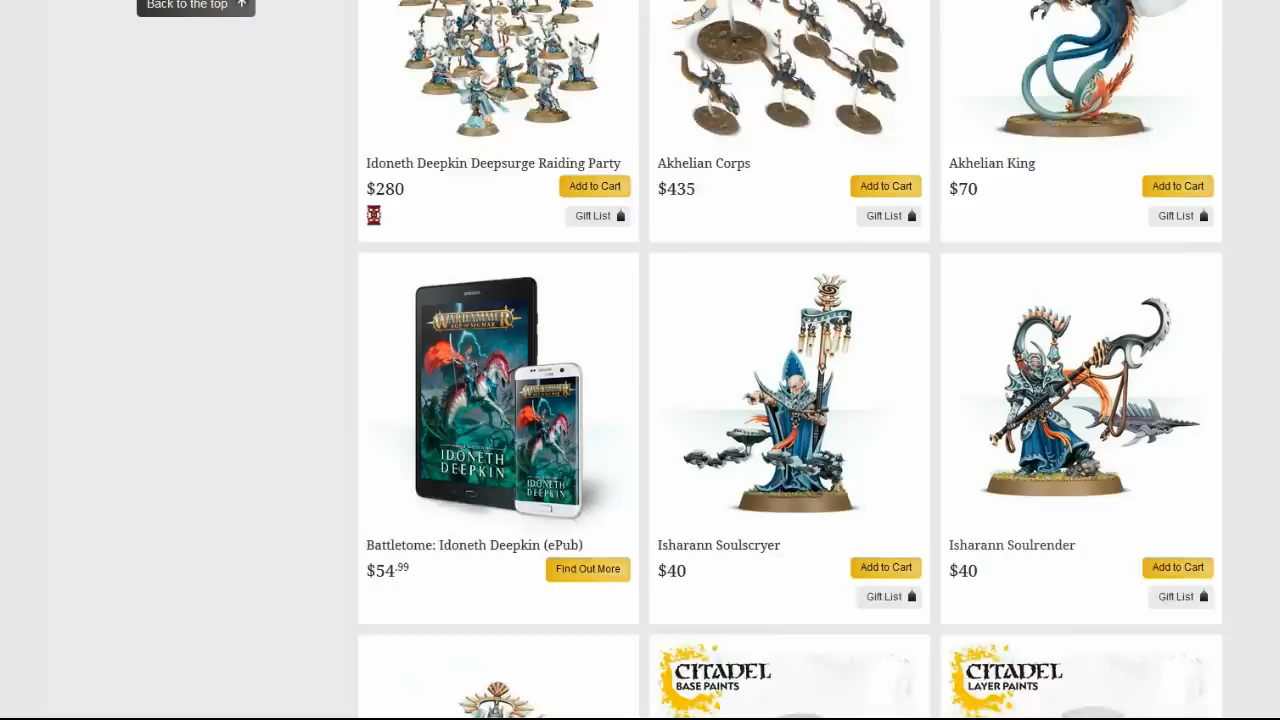 Back to the top
Idoneth Deepkin Deepsurge Raiding Party
$280
Add to Cart
Gift List
Akhelian Corps
$435
Add to Cart
Gift List
Akhelian King
$70
Add to Cart
Gift List
WARHAMMER
AGE OF SIGMAR
IDONETH
DEEPKIN
WARHAMMER
IDONETH
DEEPKIN
Battletome: Idoneth Deepkin (ePub)
$54.99
Find Out More
Isharann Soulscryer
$40
Add to Cart
Gift List
Isharann Soulrender
$40
Add to Cart
Gift List
CITADEL
BASE PAINTS
CITADEL
LAYER PAINTS